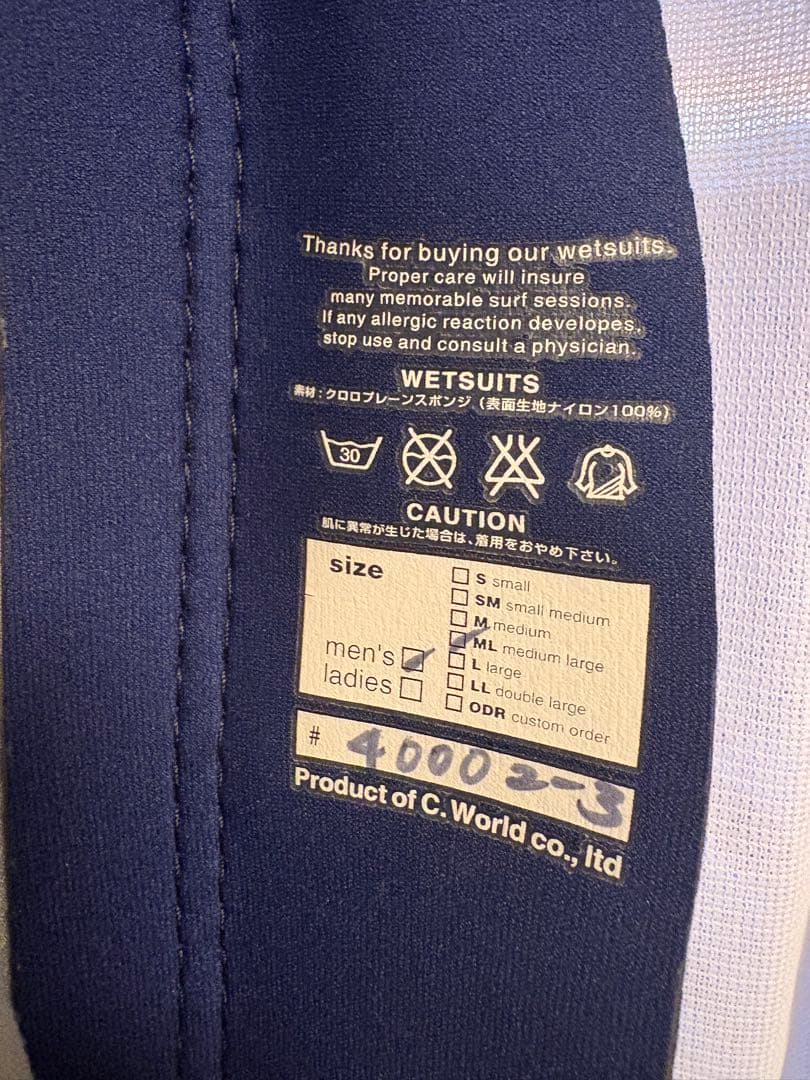 Thanks for buying our wetsuits.
Proper care will insure
many memorable surf sessions.
If any allergic reaction developes,
stop use and consult a physician.
WETSUITS
素材:クロロプレーンスポンジ(表面生地ナイロン100%)
30
CAUTION
肌に異常が生じた場合は、着用をおやめ下さい。
size
S small
SM small medium
M medium
ML medium large
L large
LL double large
ODR custom order
men's
ladies
# 40002-3
Product of C. World co., ltd